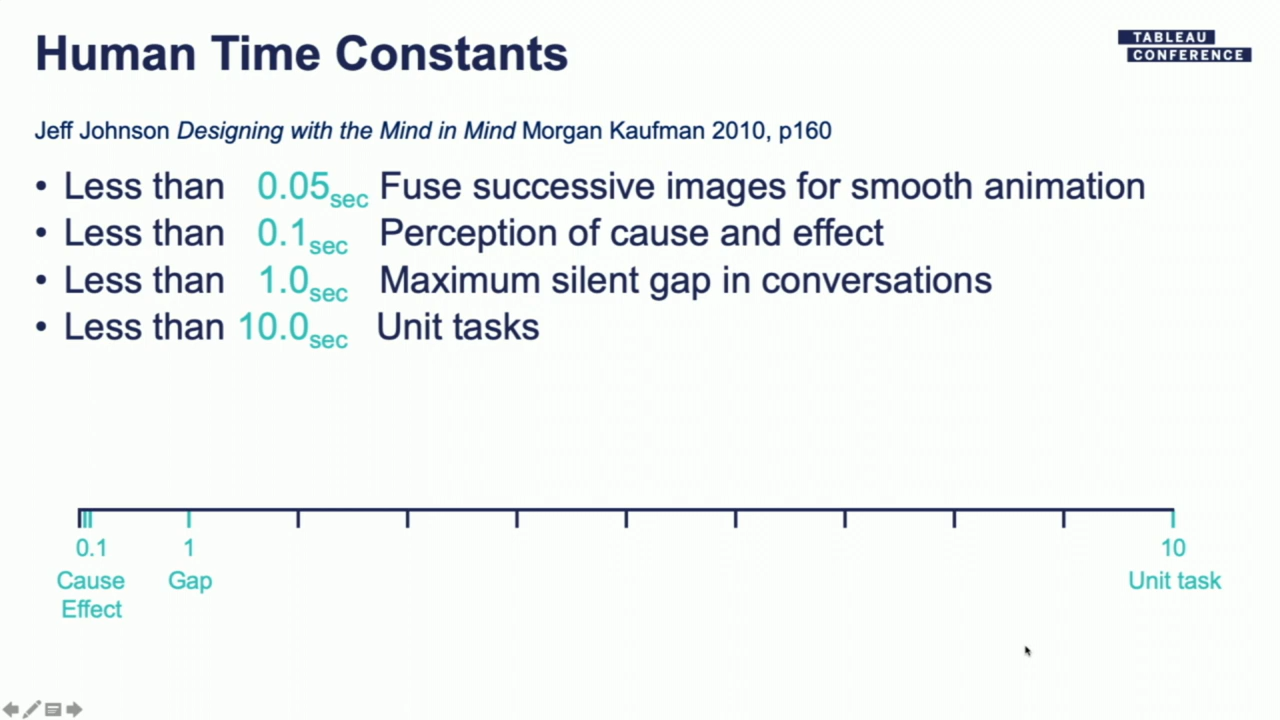 Human Time Constants
TABLEAU
CONFERENCE
Jeff Johnson Designing with the Mind in Mind Morgan Kaufman 2010, p160
• Less than 0.05sec Fuse successive images for smooth animation
• Less than 0.1sec Perception of cause and effect
• Less than 1.0sec Maximum silent gap in conversations
• Less than 10.0sec Unit tasks
0.1 1 10
Cause Gap Unit task
Effect